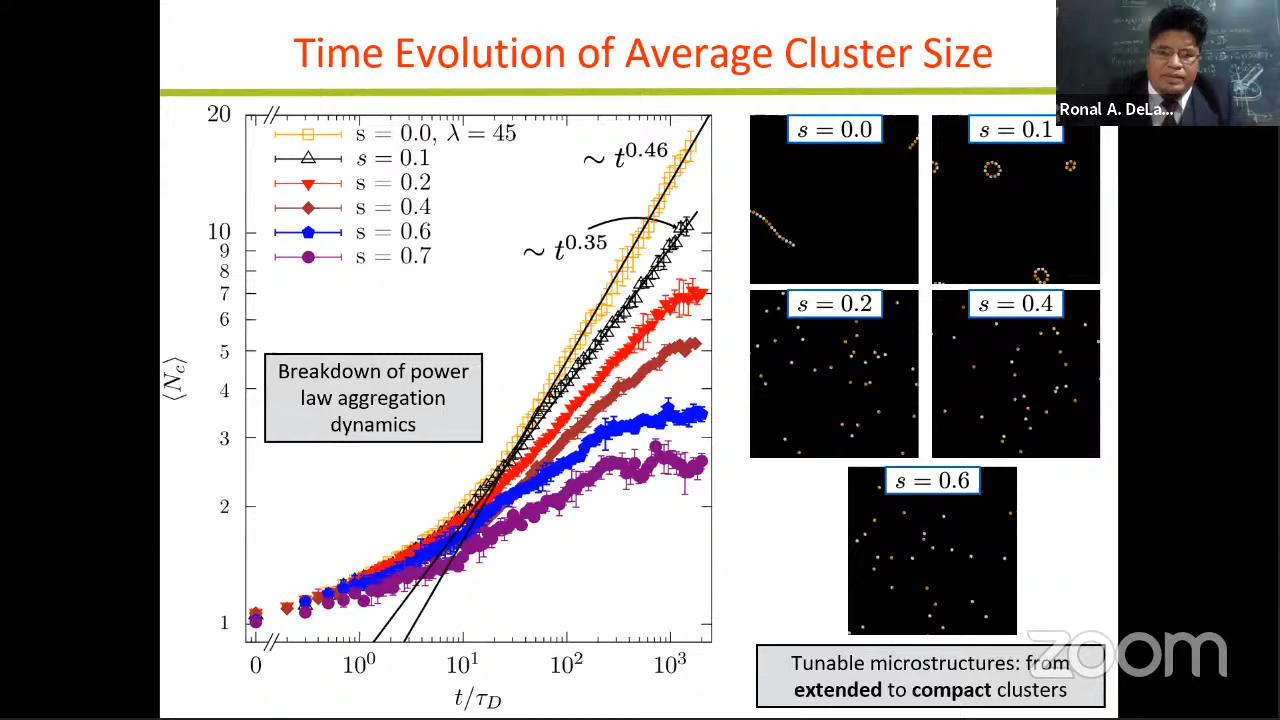 Time Evolution of Average Cluster Size
Ronal A. DeLa...
20
10
9
8
7
6
5
4
3
2
1
⟨N_c⟩
s = 0.0, λ = 45
s = 0.1
s = 0.2
s = 0.4
s = 0.6
s = 0.7
∼ t^0.46
∼ t^0.35
Breakdown of power
law aggregation
dynamics
0 10^0 10^1 10^2 10^3
t/τ_D
s = 0.0
s = 0.1
s = 0.2
s = 0.4
s = 0.6
Tunable microstructures: from
extended to compact clusters
zoom